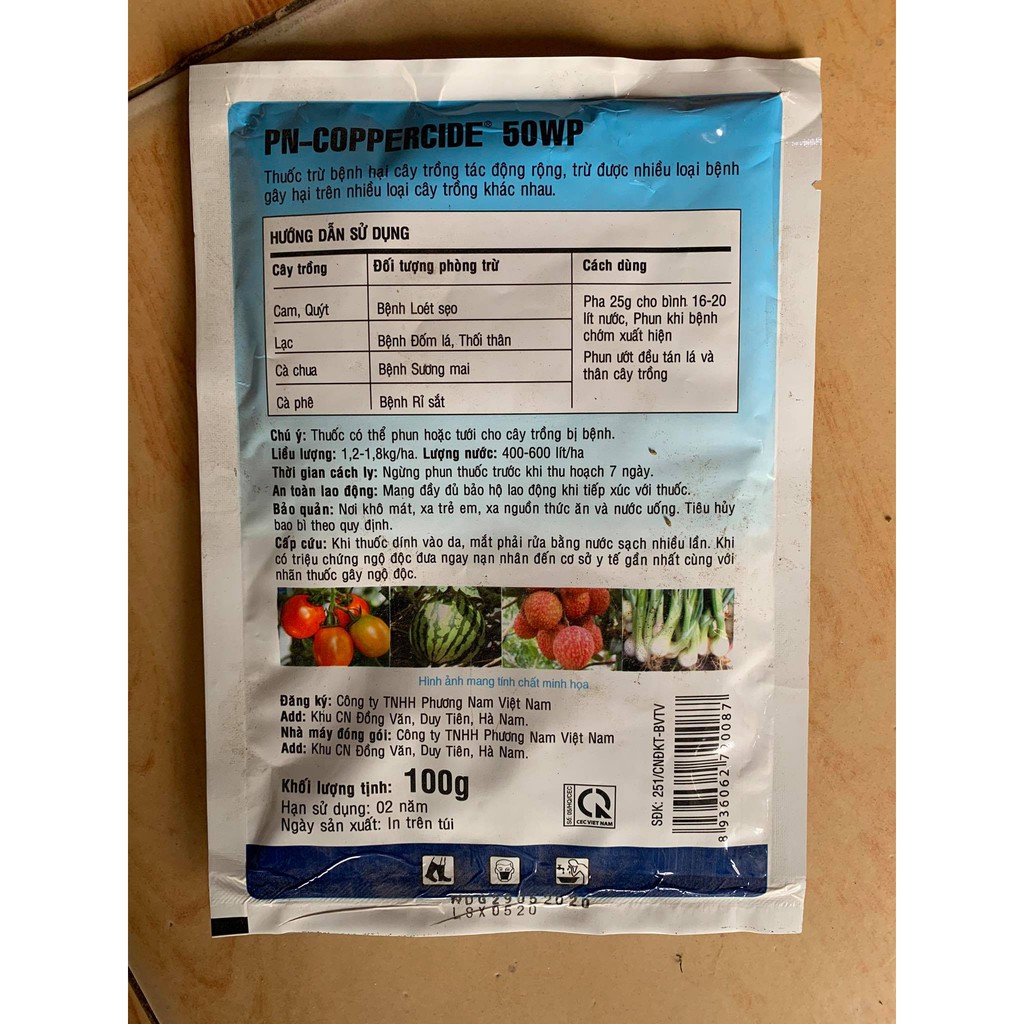 PN-COPPERCIDE® 50WP
Thuốc trừ bệnh hại cây trồng tác động rộng, trừ được nhiều loại bệnh
gây hại trên nhiều loại cây trồng khác nhau.
HƯỚNG DẪN SỬ DỤNG
Cây trồng Đối tượng phòng trừ Cách dùng
Cam, Quýt Bệnh Loét sẹo
Lạc Bệnh Đốm lá, Thối thân
Cà chua Bệnh Sương mai
Cà phê Bệnh Rỉ sắt
Pha 25g cho bình 16-20
lít nước, Phun khi bệnh
chớm xuất hiện
Phun ướt đều tán lá và
thân cây trồng
Chú ý: Thuốc có thể phun hoặc tưới cho cây trồng bị bệnh.
Liều lượng: 1,2-1,8kg/ha. Lượng nước: 400-600 lít/ha
Thời gian cách ly: Ngừng phun thuốc trước khi thu hoạch 7 ngày.
An toàn lao động: Mang đầy đủ bảo hộ lao động khi tiếp xúc với thuốc.
Bảo quản: Nơi khô mát, xa trẻ em, xa nguồn thức ăn và nước uống. Tiêu hủy
bao bì theo quy định.
Cấp cứu: Khi thuốc dính vào da, mắt phải rửa bằng nước sạch nhiều lần. Khi
có triệu chứng ngộ độc đưa ngay nạn nhân đến cơ sở y tế gần nhất cùng với
nhãn thuốc gây ngộ độc.
Hình ảnh mang tính chất minh họa
Đăng ký: Công ty TNHH Phương Nam Việt Nam
Add: Khu CN Đồng Văn, Duy Tiên, Hà Nam.
Nhà máy đóng gói: Công ty TNHH Phương Nam Việt Nam
Add: Khu CN Đồng Văn, Duy Tiên, Hà Nam.
Khối lượng tịnh: 100g
Hạn sử dụng: 02 năm
Ngày sản xuất: In trên túi
Số: 05/HQ/CEC
CEC VIET NAM
SĐK: 251/CNĐKT-BVTV
8 936062 720087
NDG29052020
LSX0520